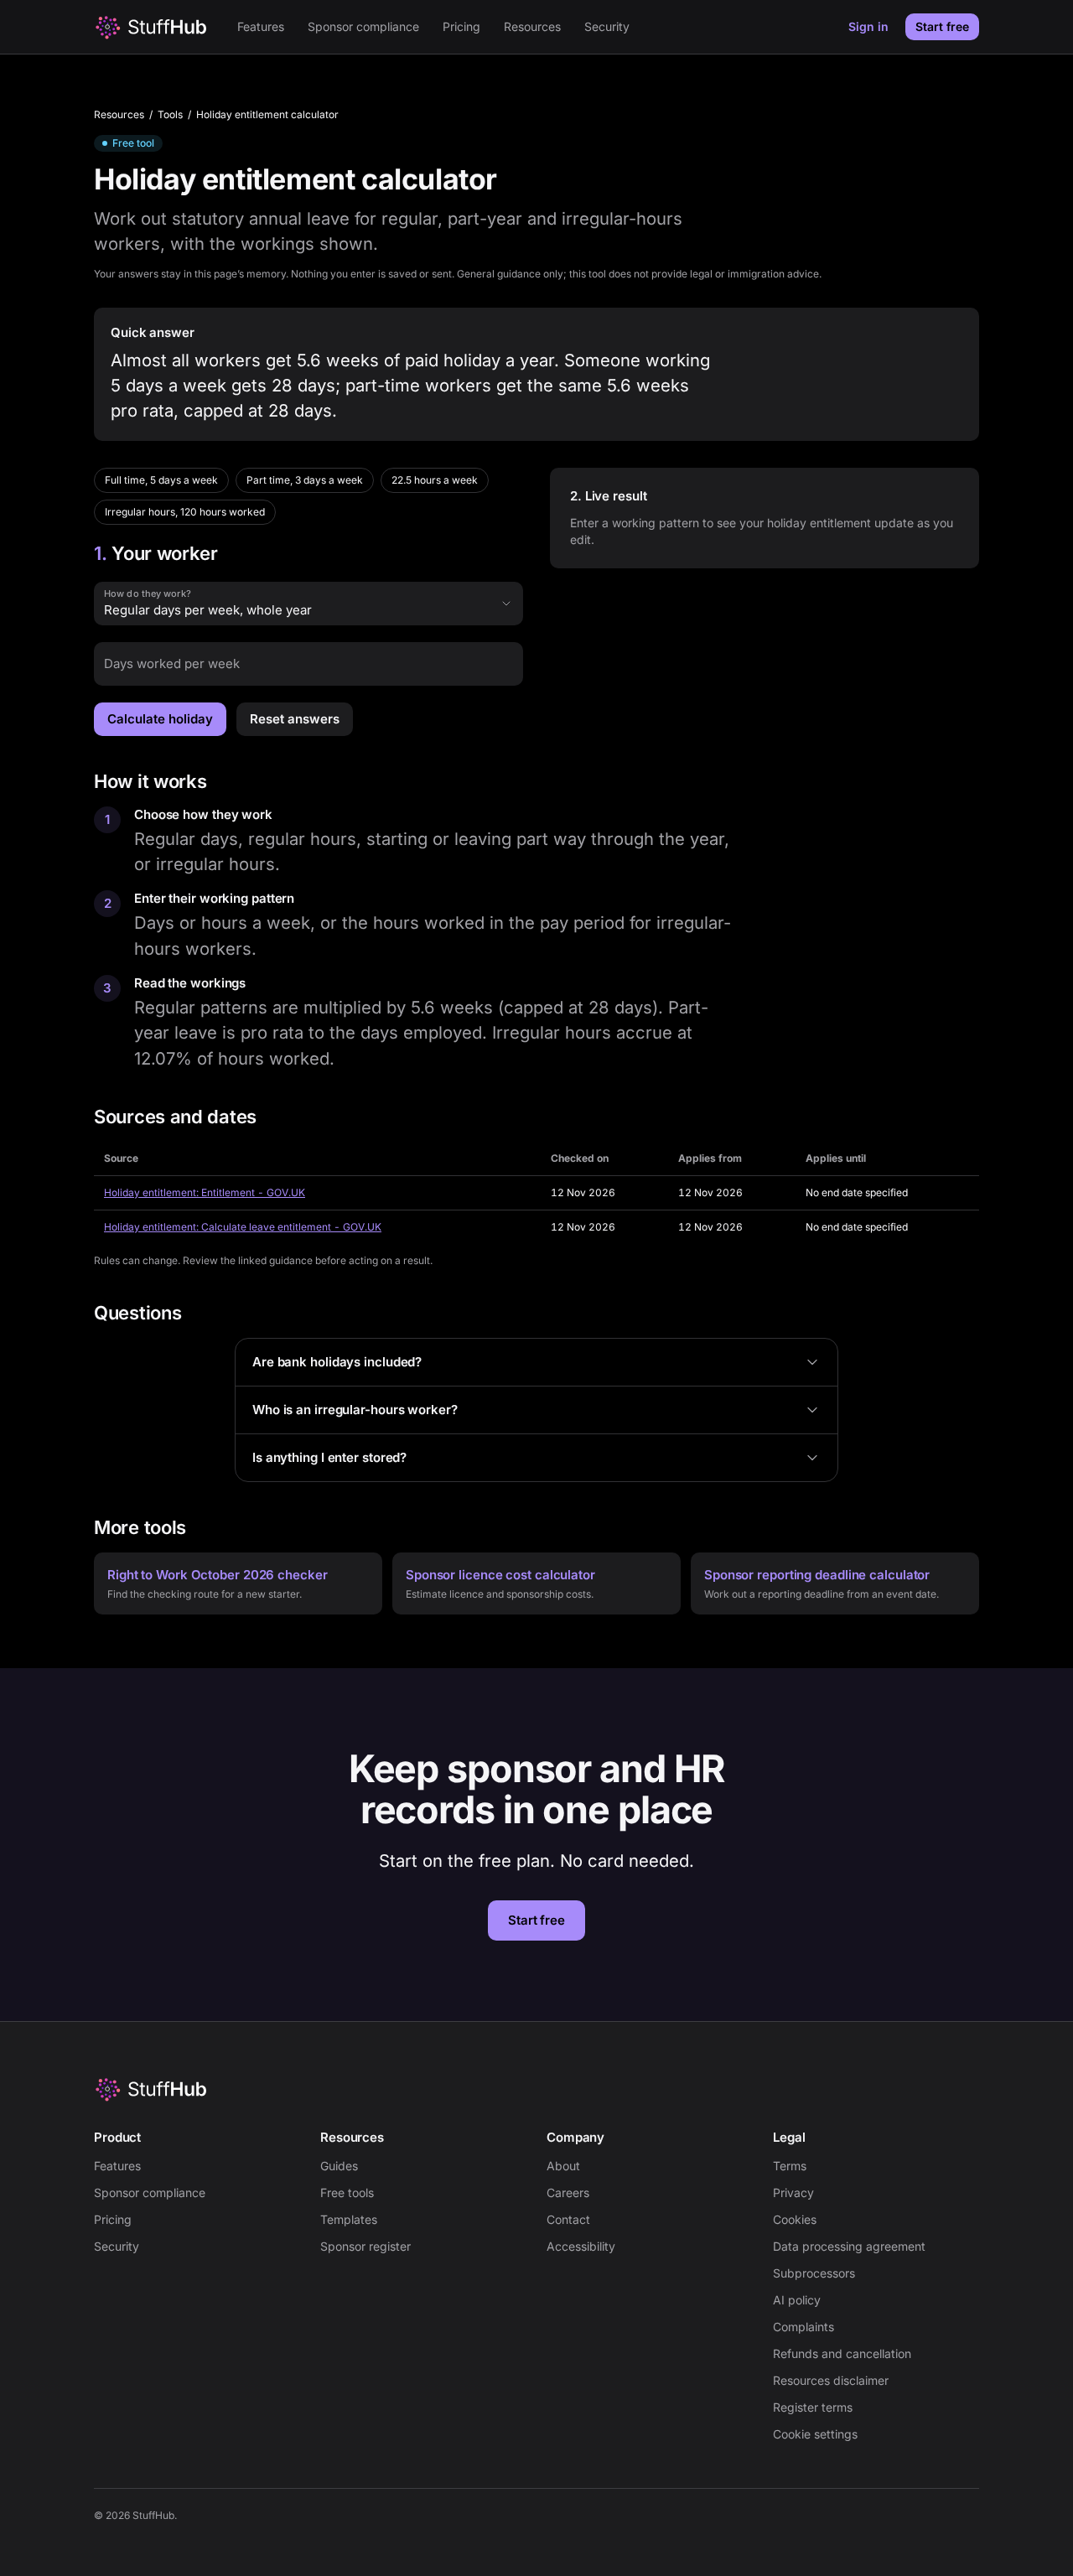 StuffHub
Features
Sponsor compliance
Pricing
Resources
Security
Sign in
Start free
Resources / Tools / Holiday entitlement calculator
Free tool
Holiday entitlement calculator
Work out statutory annual leave for regular, part-year and irregular-hours
workers, with the workings shown.
Your answers stay in this page's memory. Nothing you enter is saved or sent. General guidance only; this tool does not provide legal or immigration advice.
Quick answer
Almost all workers get 5.6 weeks of paid holiday a year. Someone working
5 days a week gets 28 days; part-time workers get the same 5.6 weeks
pro rata, capped at 28 days.
Full time, 5 days a week
Part time, 3 days a week
22.5 hours a week
Irregular hours, 120 hours worked
1. Your worker
How do they work?
Regular days per week, whole year
Days worked per week
Calculate holiday
Reset answers
2. Live result
Enter a working pattern to see your holiday entitlement update as you
edit.
How it works
1
Choose how they work
Regular days, regular hours, starting or leaving part way through the year,
or irregular hours.
2
Enter their working pattern
Days or hours a week, or the hours worked in the pay period for irregular-
hours workers.
3
Read the workings
Regular patterns are multiplied by 5.6 weeks (capped at 28 days). Part-
year leave is pro rata to the days employed. Irregular hours accrue at
12.07% of hours worked.
Sources and dates
Source Checked on Applies from Applies until
Holiday entitlement: Entitlement - GOV.UK 12 Nov 2026 12 Nov 2026 No end date specified
Holiday entitlement: Calculate leave entitlement - GOV.UK 12 Nov 2026 12 Nov 2026 No end date specified
Rules can change. Review the linked guidance before acting on a result.
Questions
Are bank holidays included?
Who is an irregular-hours worker?
Is anything I enter stored?
More tools
Right to Work October 2026 checker
Find the checking route for a new starter.
Sponsor licence cost calculator
Estimate licence and sponsorship costs.
Sponsor reporting deadline calculator
Work out a reporting deadline from an event date.
Keep sponsor and HR
records in one place
Start on the free plan. No card needed.
Start free
StuffHub
Product
Features
Sponsor compliance
Pricing
Security
Resources
Guides
Free tools
Templates
Sponsor register
Company
About
Careers
Contact
Accessibility
Legal
Terms
Privacy
Cookies
Data processing agreement
Subprocessors
AI policy
Complaints
Refunds and cancellation
Resources disclaimer
Register terms
Cookie settings
© 2026 StuffHub.